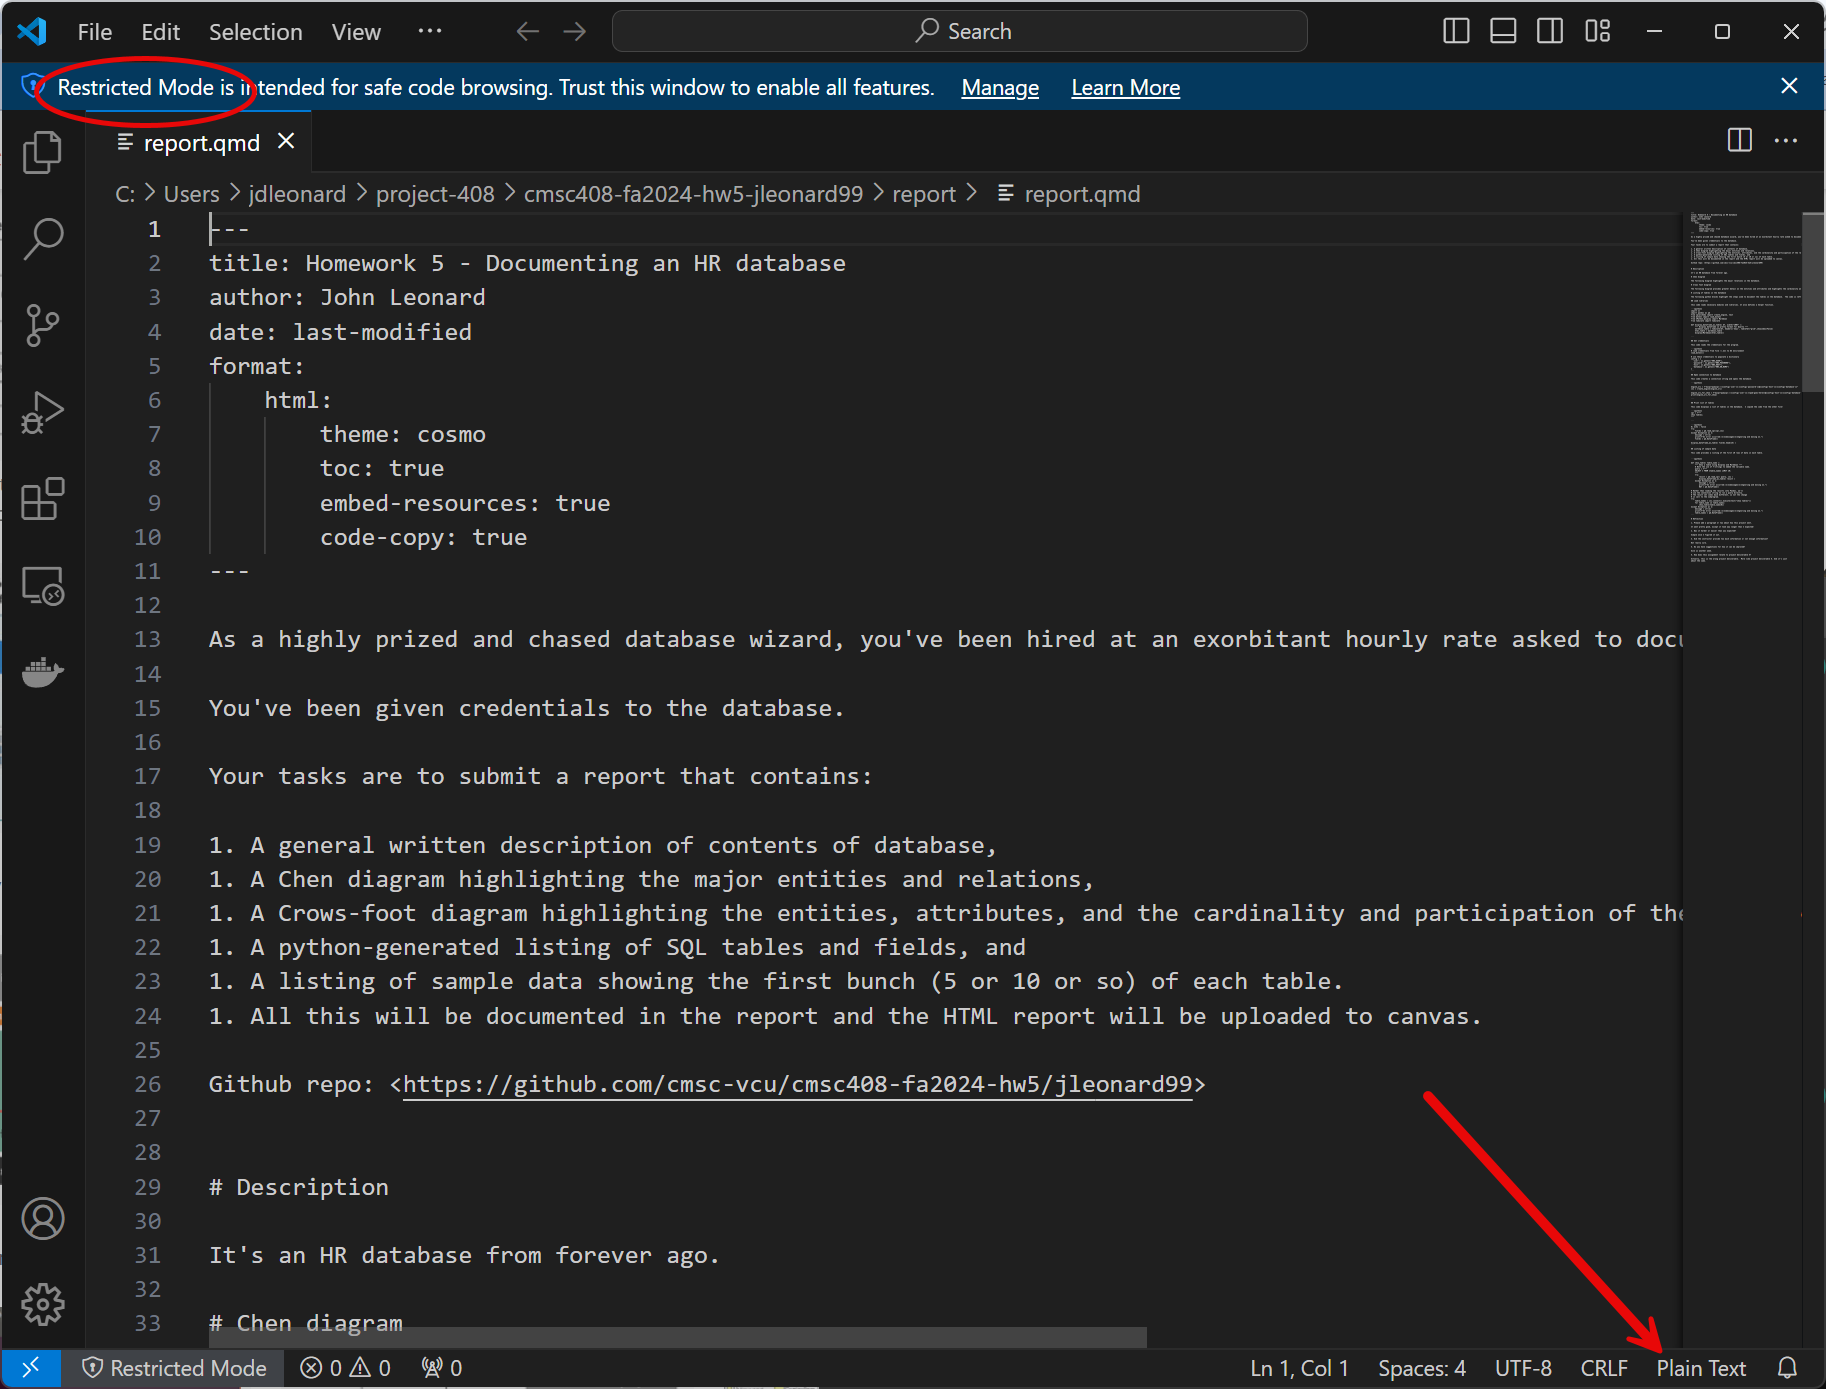 File Edit Selection View ··· Search
Restricted Mode is intended for safe code browsing. Trust this window to enable all features. Manage Learn More
report.qmd
C: > Users > jdleonard > project-408 > cmsc408-fa2024-hw5-jleonard99 > report > report.qmd
1 ---
2 title: Homework 5 - Documenting an HR database
3 author: John Leonard
4 date: last-modified
5 format:
6 html:
7 theme: cosmo
8 toc: true
9 embed-resources: true
10 code-copy: true
11 ---
12
13 As a highly prized and chased database wizard, you've been hired at an exorbitant hourly rate asked to docu
14
15 You've been given credentials to the database.
16
17 Your tasks are to submit a report that contains:
18
19 1. A general written description of contents of database,
20 1. A Chen diagram highlighting the major entities and relations,
21 1. A Crows-foot diagram highlighting the entities, attributes, and the cardinality and participation of the
22 1. A python-generated listing of SQL tables and fields, and
23 1. A listing of sample data showing the first bunch (5 or 10 or so) of each table.
24 1. All this will be documented in the report and the HTML report will be uploaded to canvas.
25
26 Github repo: <https://github.com/cmsc-vcu/cmsc408-fa2024-hw5/jleonard99>
27
28
29 # Description
30
31 It's an HR database from forever ago.
32
33 # Chen diagram
Restricted Mode 0 0 0 Ln 1, Col 1 Spaces: 4 UTF-8 CRLF Plain Text